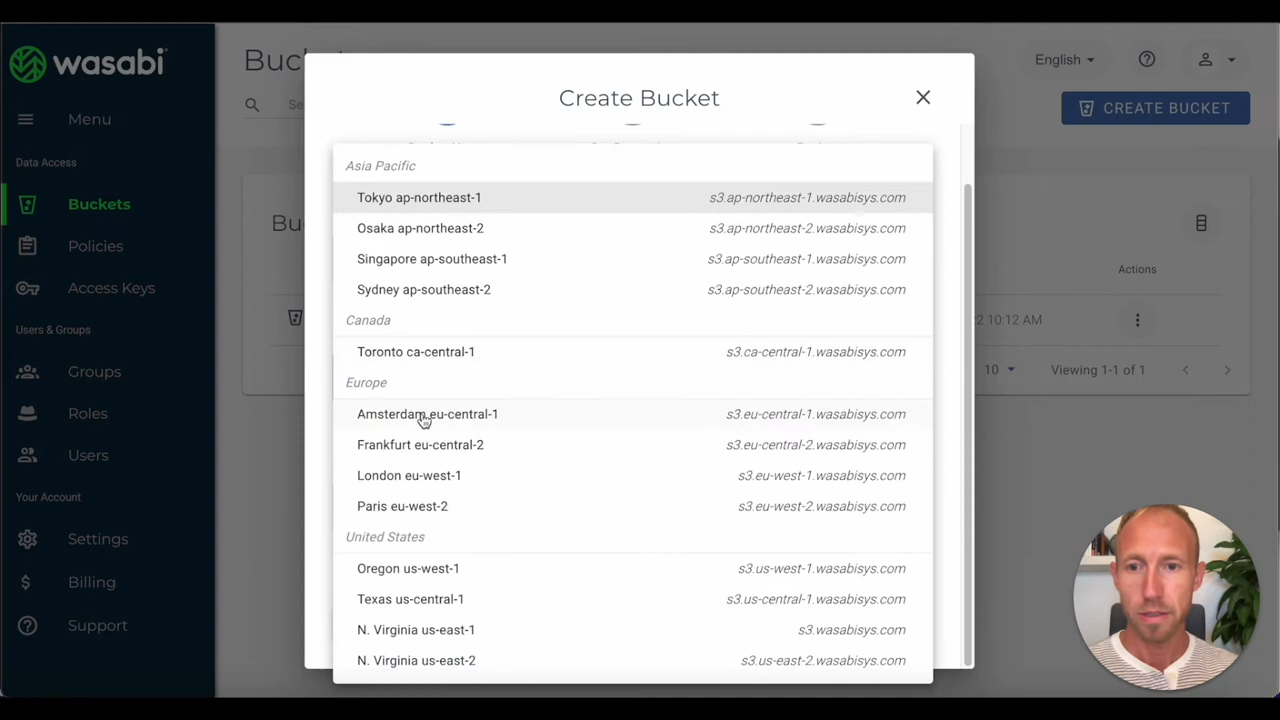 wasabi
Menu
Data Access
Buckets
Policies
Access Keys
Users & Groups
Groups
Roles
Users
Your Account
Settings
Billing
Support
Buc
English
Se
CREATE BUCKET
Bu
Actions
2 10:12 AM
10
Viewing 1-1 of 1
Create Bucket
Asia Pacific
Tokyo ap-northeast-1 s3.ap-northeast-1.wasabisys.com
Osaka ap-northeast-2 s3.ap-northeast-2.wasabisys.com
Singapore ap-southeast-1 s3.ap-southeast-1.wasabisys.com
Sydney ap-southeast-2 s3.ap-southeast-2.wasabisys.com
Canada
Toronto ca-central-1 s3.ca-central-1.wasabisys.com
Europe
Amsterdam eu-central-1 s3.eu-central-1.wasabisys.com
Frankfurt eu-central-2 s3.eu-central-2.wasabisys.com
London eu-west-1 s3.eu-west-1.wasabisys.com
Paris eu-west-2 s3.eu-west-2.wasabisys.com
United States
Oregon us-west-1 s3.us-west-1.wasabisys.com
Texas us-central-1 s3.us-central-1.wasabisys.com
N. Virginia us-east-1 s3.wasabisys.com
N. Virginia us-east-2 s3.us-east-2.wasabisys.com